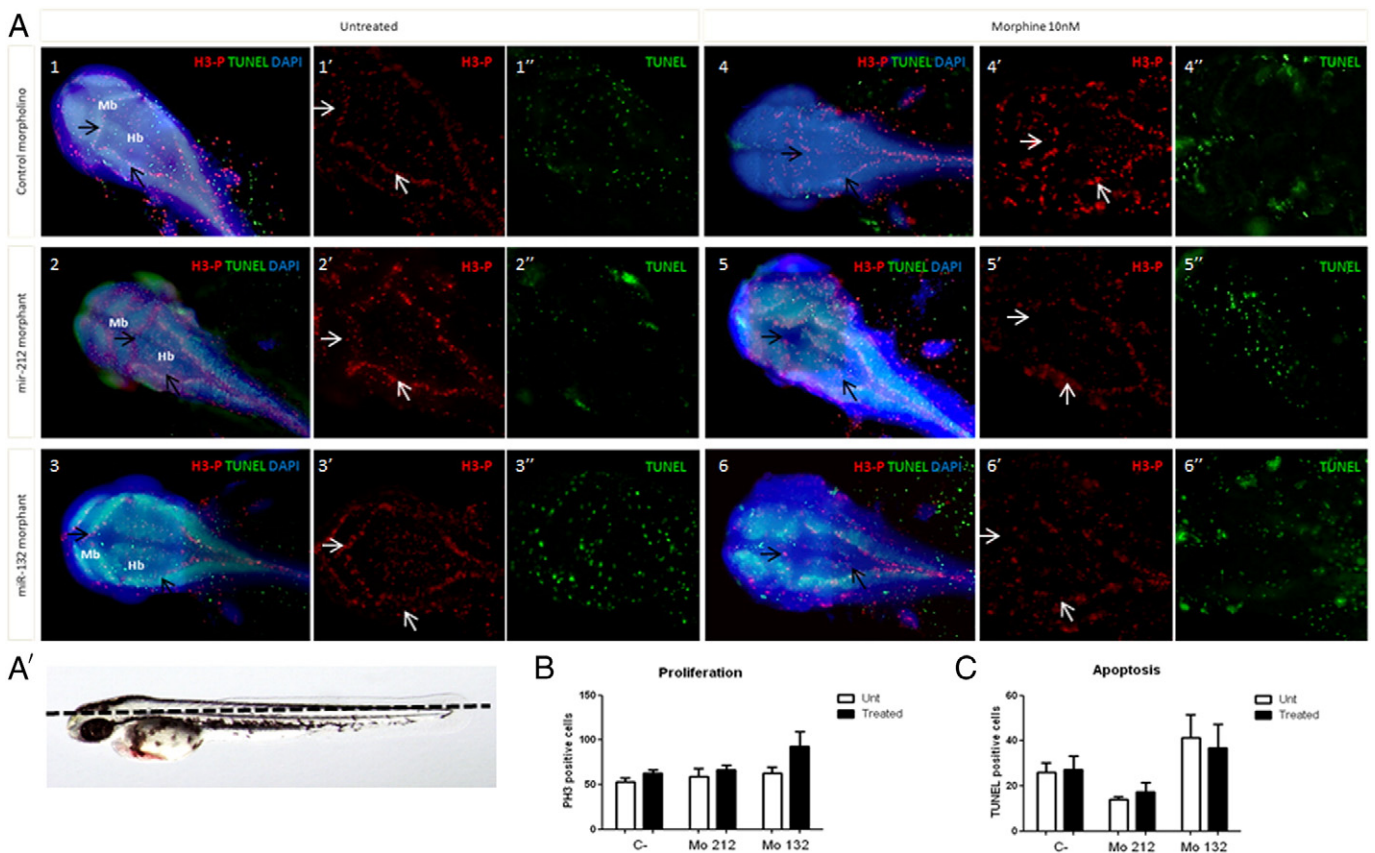 A
Untreated
Morphine 10nM
Control morpholino
1 H3-P TUNEL DAPI
Mb
Hb
1′ H3-P
1′′ TUNEL
4 H3-P TUNEL DAPI
4′ H3-P
4′′ TUNEL
mir-212 morphant
2 H3-P TUNEL DAPI
Mb
Hb
2′ H3-P
2′′ TUNEL
5 H3-P TUNEL DAPI
5′ H3-P
5′′ TUNEL
miR-132 morphant
3 H3-P TUNEL DAPI
Mb
Hb
3′ H3-P
3′′ TUNEL
6 H3-P TUNEL DAPI
6′ H3-P
6′′ TUNEL
A′
B
Proliferation
PH3 positive cells
150
100
50
0
C-
Mo 212
Mo 132
Unt
Treated
C
Apoptosis
TUNEL positive cells
60
40
20
0
C-
Mo 212
Mo 132
Unt
Treated